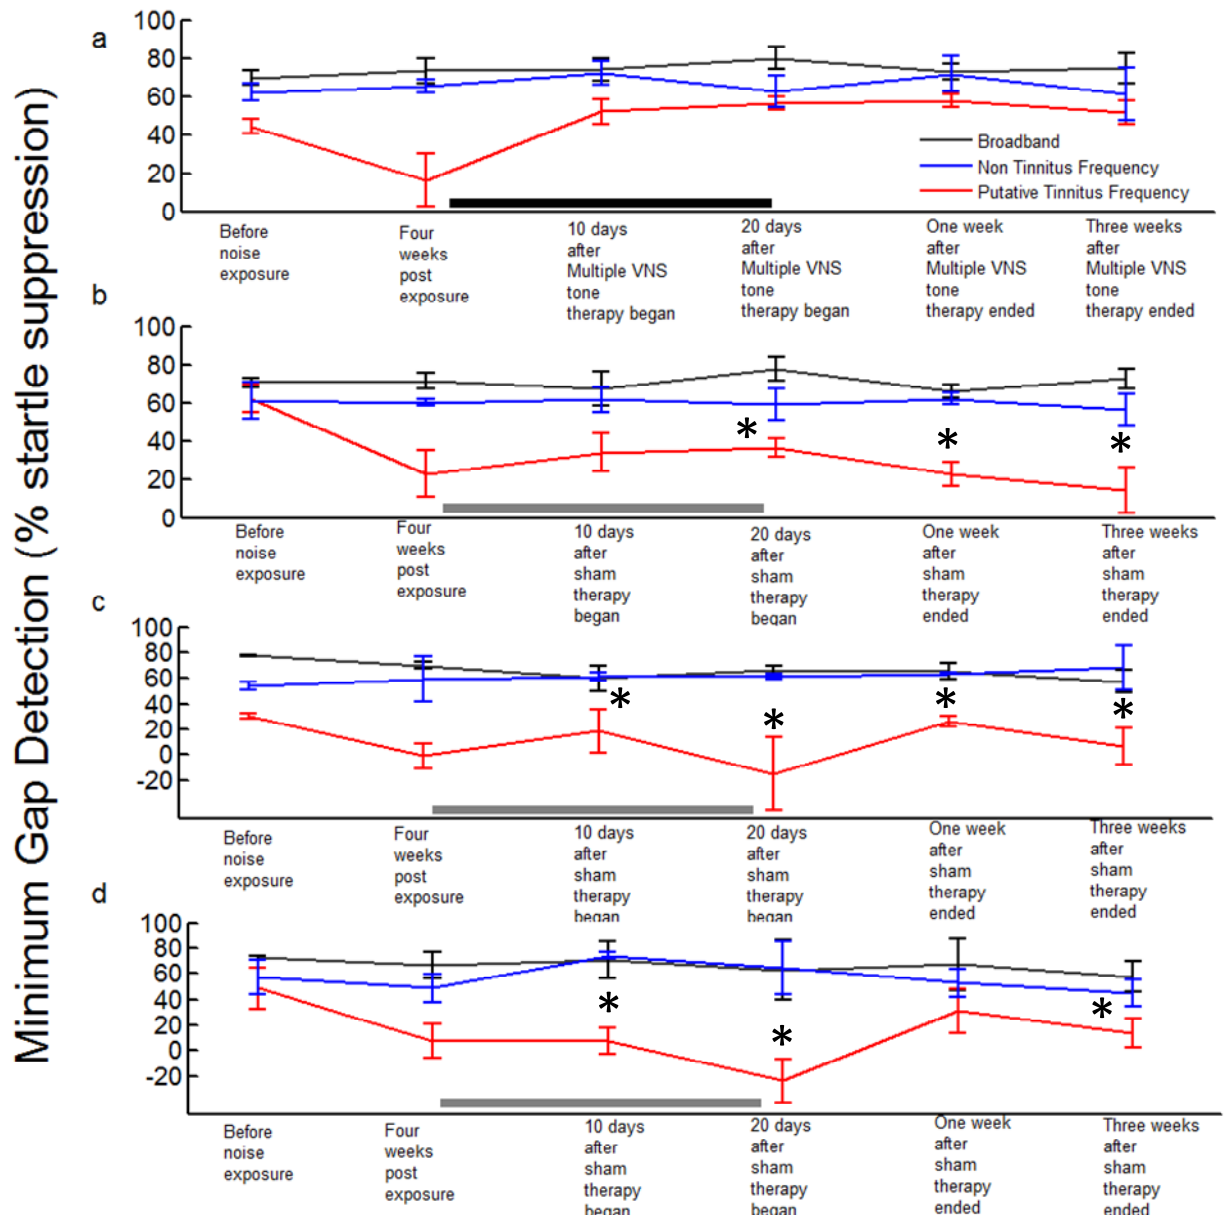 Minimum Gap Detection (% startle suppression)
a
100
80
60
40
20
0
Broadband
Non Tinnitus Frequency
Putative Tinnitus Frequency
Before
noise
exposure
Four
weeks
post
exposure
10 days
after
Multiple VNS
tone
therapy began
20 days
after
Multiple VNS
tone
therapy began
One week
after
Multiple VNS
tone
therapy ended
Three weeks
after
Multiple VNS
tone
therapy ended
b
100
80
60
40
20
0
*
*
*
Before
noise
exposure
Four
weeks
post
exposure
10 days
after
sham
therapy
began
20 days
after
sham
therapy
began
One week
after
sham
therapy
ended
Three weeks
after
sham
therapy
ended
c
100
80
60
40
20
0
-20
*
*
*
*
Before
noise
exposure
Four
weeks
post
exposure
10 days
after
sham
therapy
began
20 days
after
sham
therapy
began
One week
after
sham
therapy
ended
Three weeks
after
sham
therapy
ended
d
100
80
60
40
20
0
-20
*
*
*
Before
noise
exposure
Four
weeks
post
exposure
10 days
after
sham
therapy
began
20 days
after
sham
therapy
began
One week
after
sham
therapy
ended
Three weeks
after
sham
therapy
ended